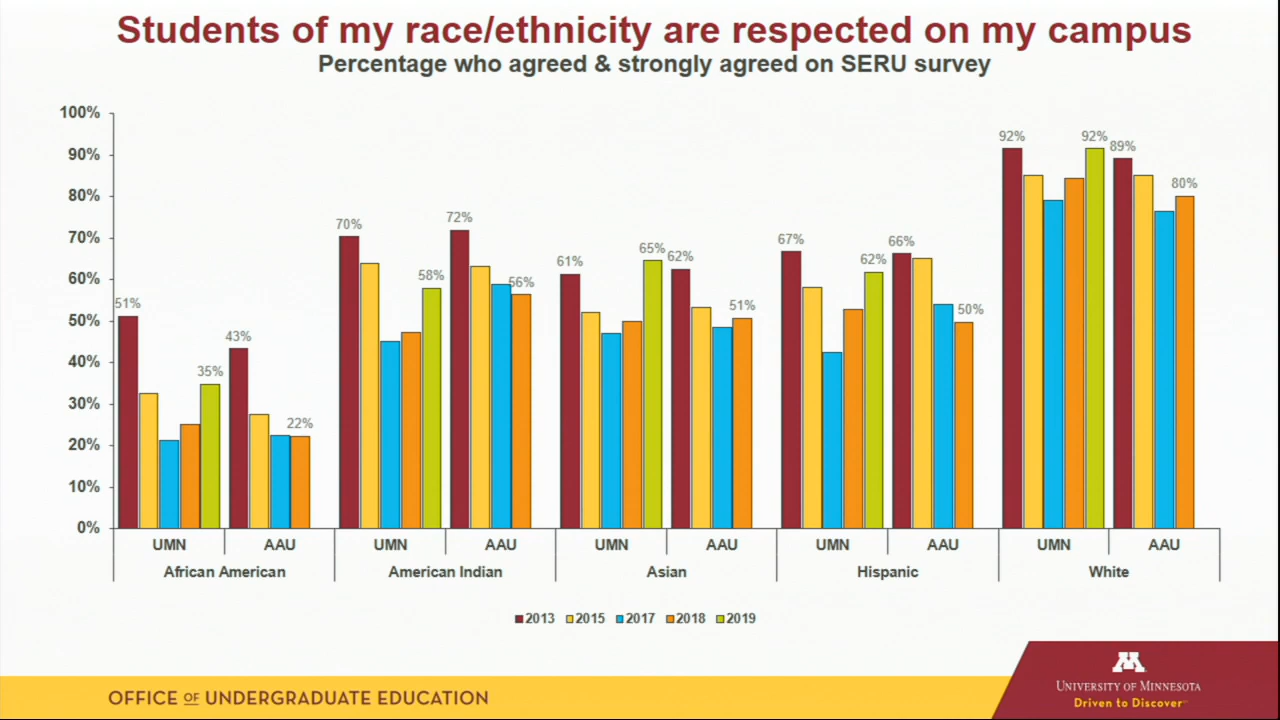 Students of my race/ethnicity are respected on my campus
Percentage who agreed & strongly agreed on SERU survey
100%
90%
80%
70%
60%
50%
40%
30%
20%
10%
0%
51% 35% 43% 22%
70% 58% 72% 56%
61% 65% 62% 51%
67% 62% 66% 50%
92% 92% 89% 80%
UMN AAU UMN AAU UMN AAU UMN AAU UMN AAU
African American American Indian Asian Hispanic White
2013 2015 2017 2018 2019
OFFICE OF UNDERGRADUATE EDUCATION
M
UNIVERSITY OF MINNESOTA
Driven to Discover